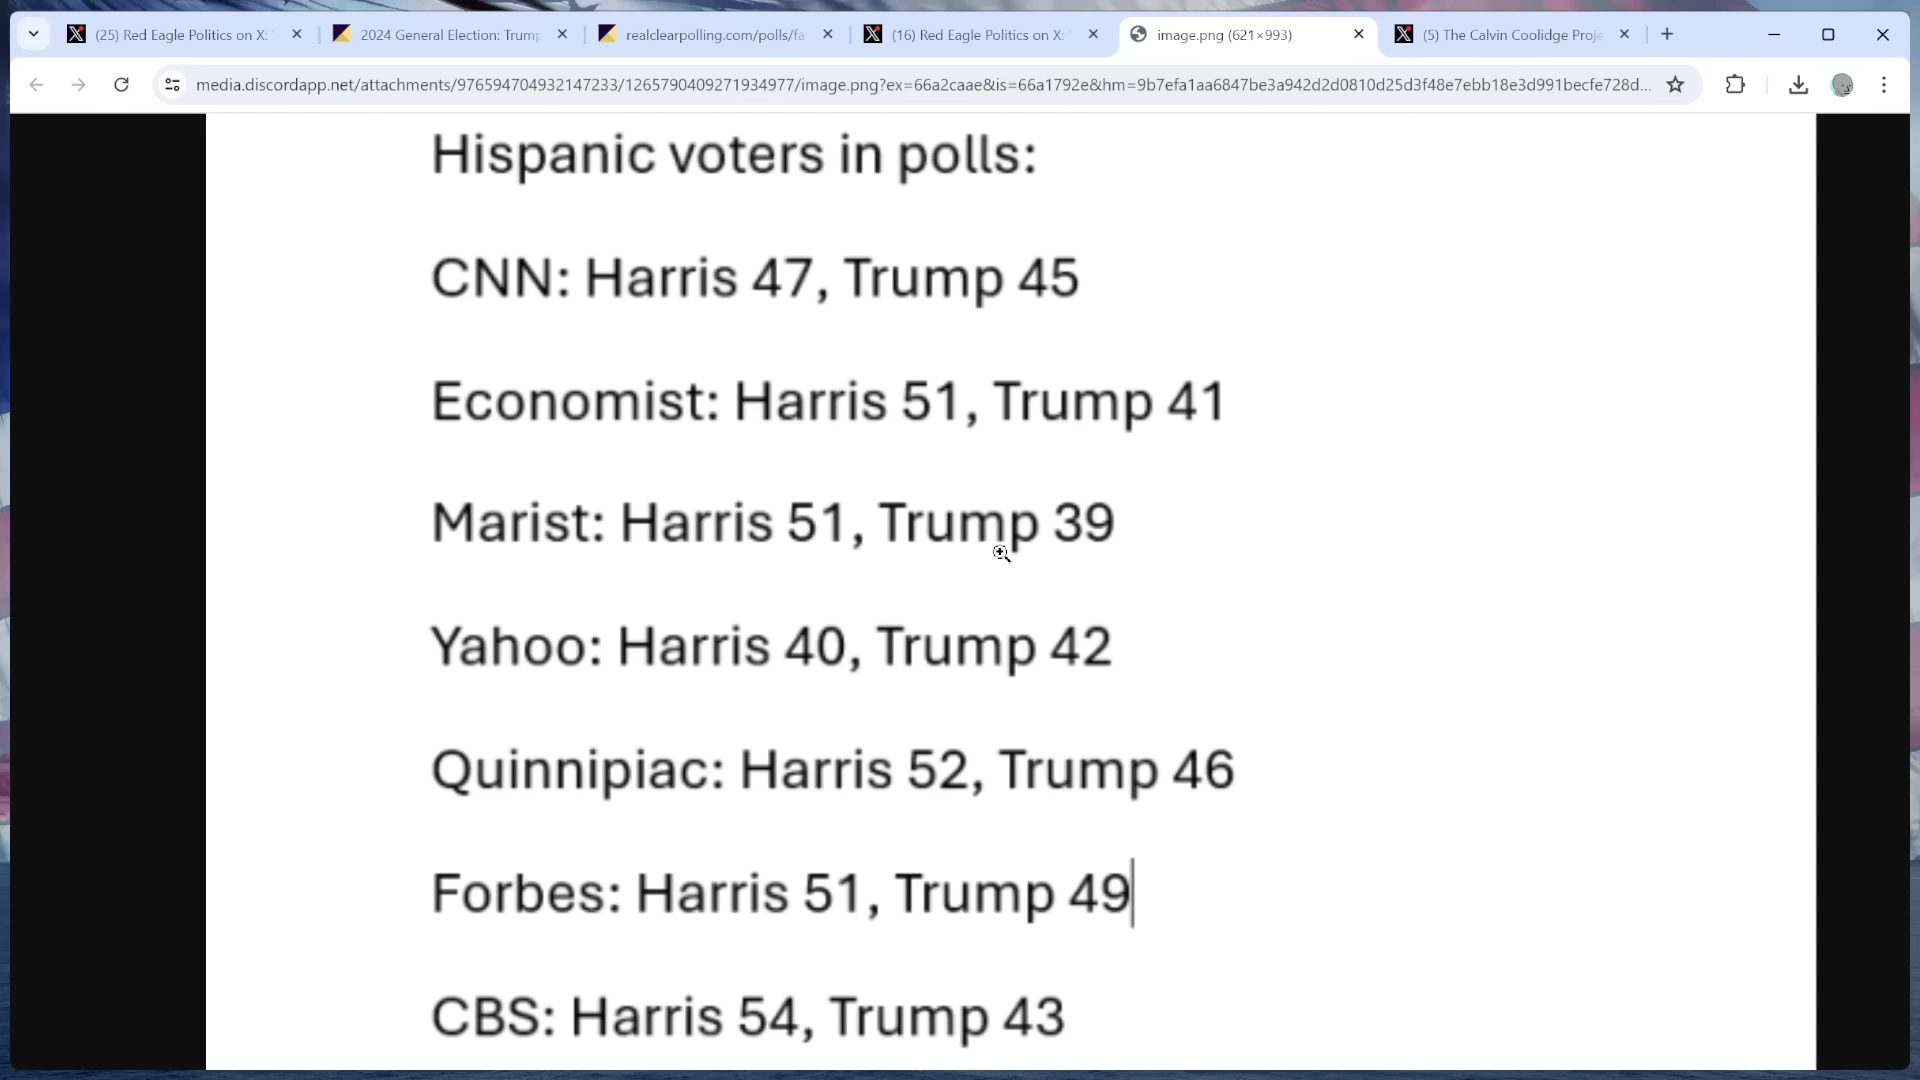 (25) Red Eagle Politics on X:
2024 General Election: Trump
realclearpolling.com/polls/fa
(16) Red Eagle Politics on X:
image.png (621×993)
(5) The Calvin Coolidge Proje
media.discordapp.net/attachments/976594704932147233/1265790409271934977/image.png?ex=66a2caae&is=66a1792e&hm=9b7efa1aa6847be3a942d2d0810d25d3f48e7ebb18e3d991becfe728d...
Hispanic voters in polls:
CNN: Harris 47, Trump 45
Economist: Harris 51, Trump 41
Marist: Harris 51, Trump 39
Yahoo: Harris 40, Trump 42
Quinnipiac: Harris 52, Trump 46
Forbes: Harris 51, Trump 49
CBS: Harris 54, Trump 43